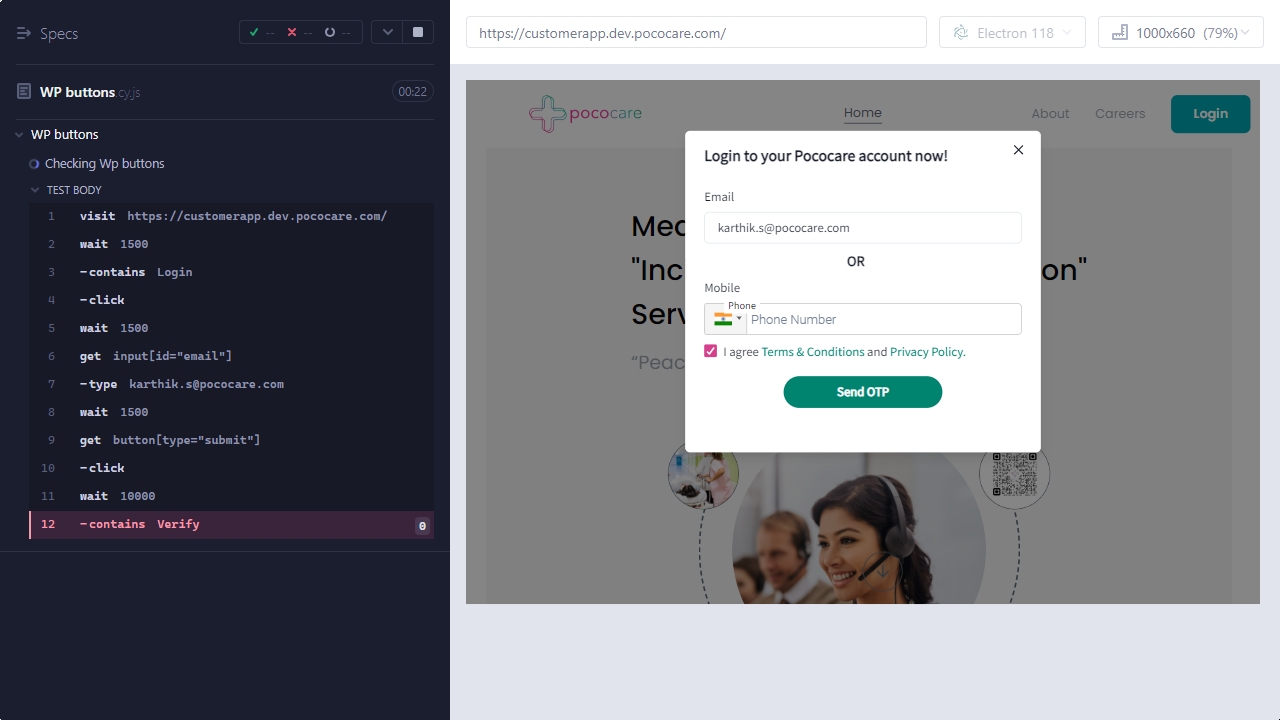 Specs
-- -- --
WP buttons.cy.js
00:22
WP buttons
Checking Wp buttons
TEST BODY
1 visit https://customerapp.dev.pococare.com/
2 wait 1500
3 -contains Login
4 -click
5 wait 1500
6 get input[id="email"]
7 -type karthik.s@pococare.com
8 wait 1500
9 get button[type="submit"]
10 -click
11 wait 10000
12 -contains Verify 0
https://customerapp.dev.pococare.com/
Electron 118
1000x660 (79%)
pococare
Home
About
Careers
Login
Login to your Pococare account now!
Email
karthik.s@pococare.com
OR
Mobile
Phone
Phone Number
I agree Terms & Conditions and Privacy Policy.
Send OTP